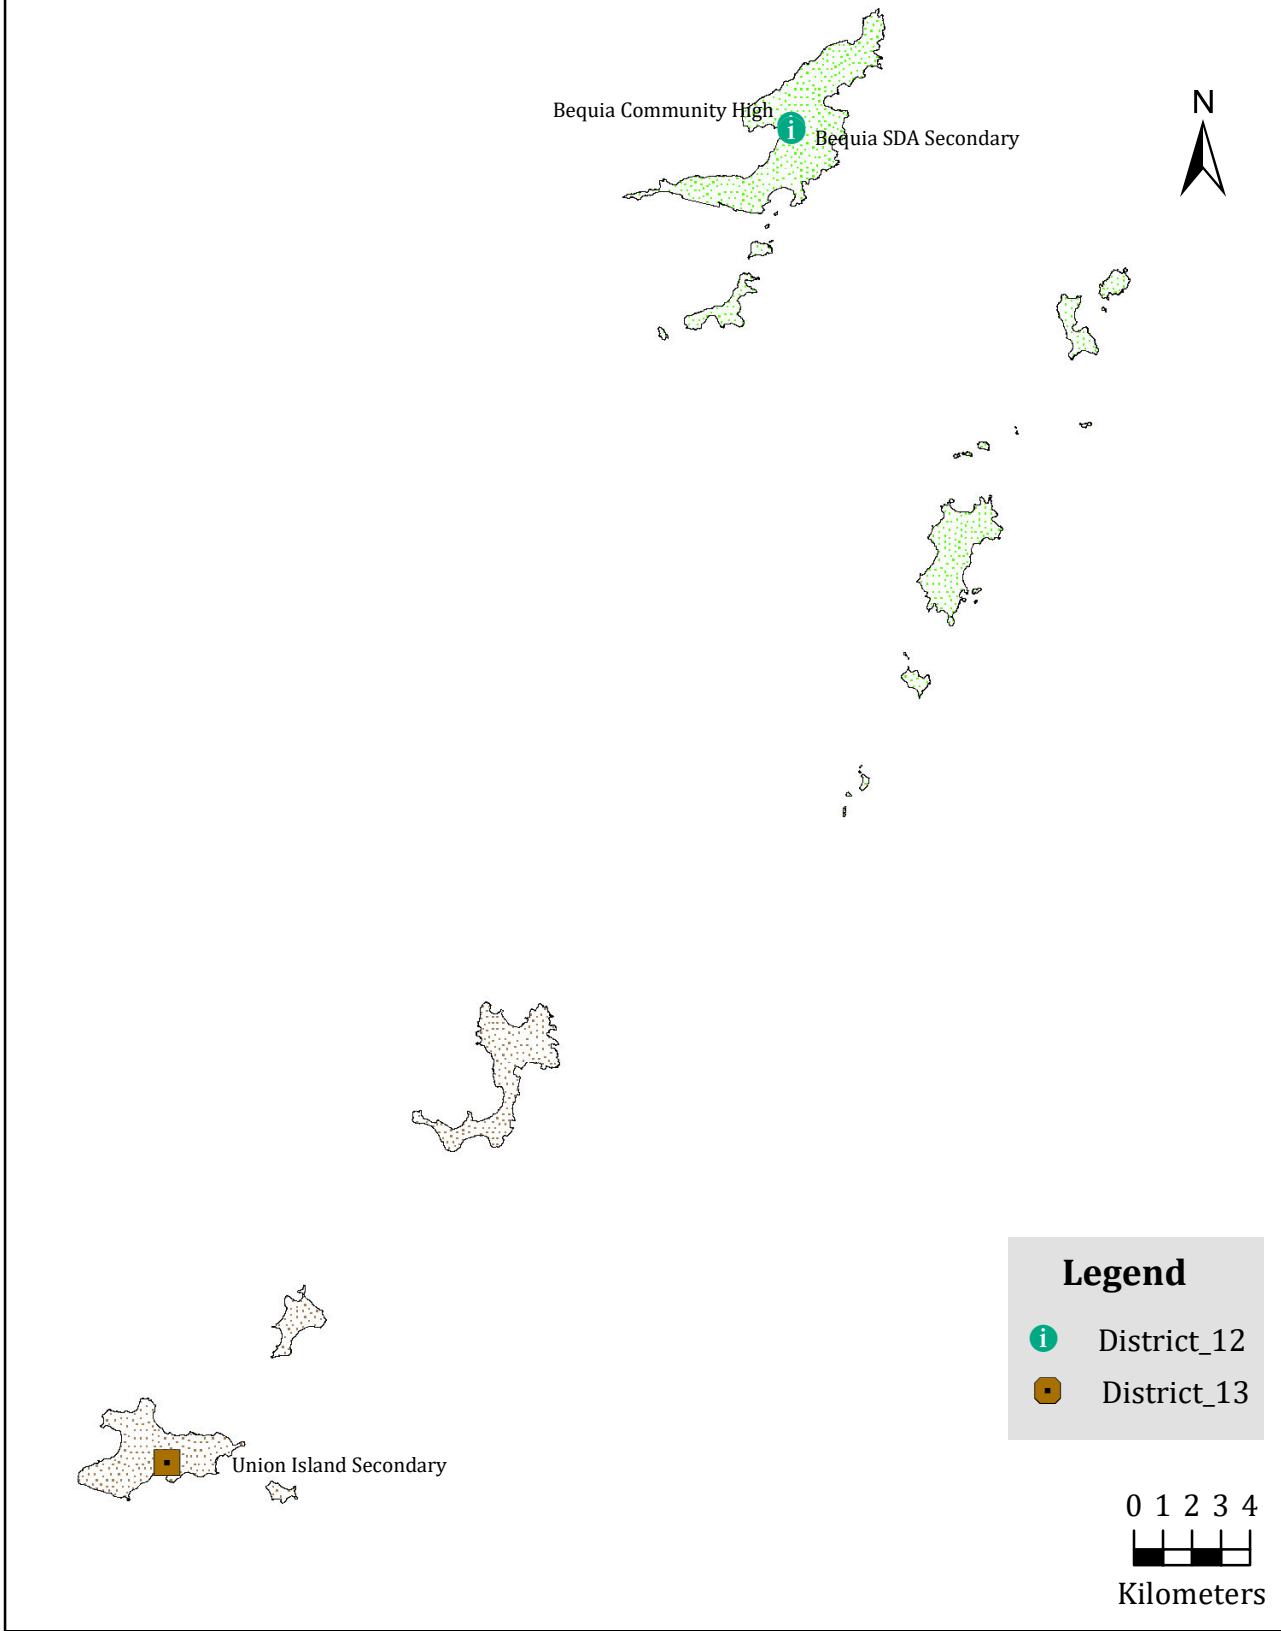 Bequia Community High
i
Bequia SDA Secondary
N
Legend
i District_12
District_13
Union Island Secondary
0 1 2 3 4
Kilometers